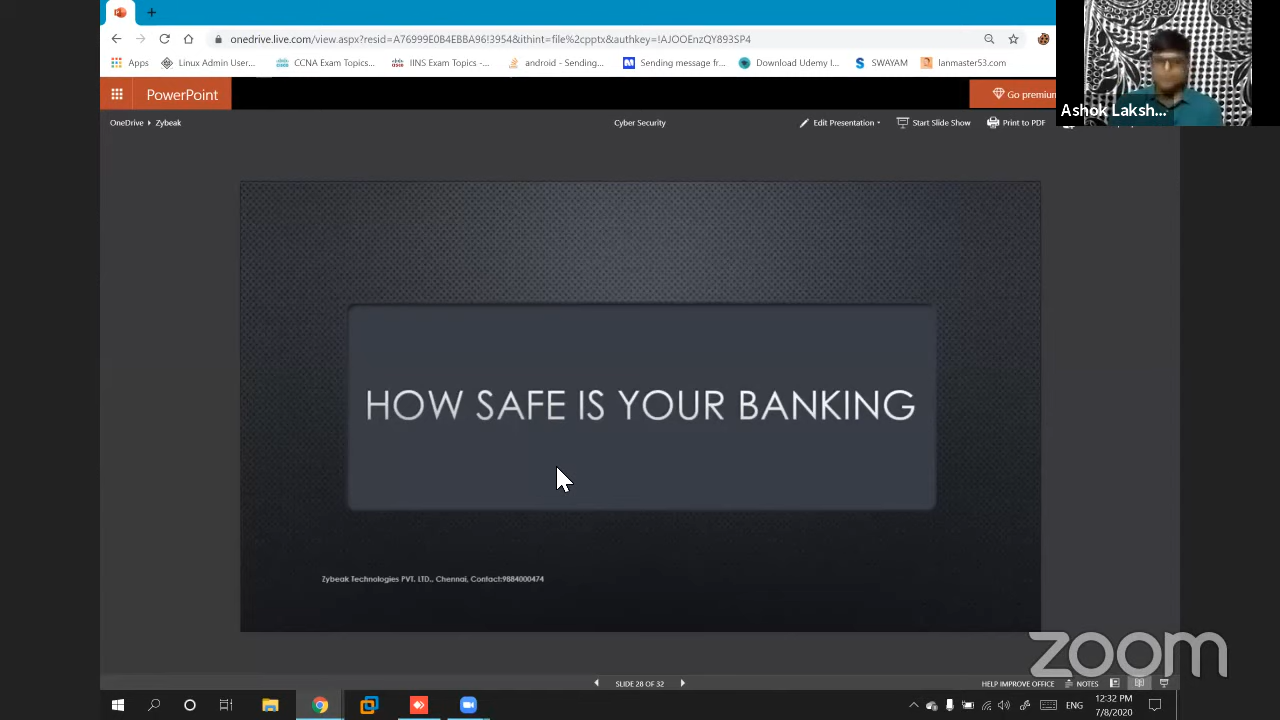 onedrive.live.com/view.aspx?resid=A76999E0B4EBBA96!3954&ithint=file%2cpptx&authkey=!AJOOEnzQY893SP4
Apps Linux Admin User... CCNA Exam Topics... IINS Exam Topics -... android - Sending... Sending message fr... Download Udemy I... SWAYAM lanmaster53.com
PowerPoint
Go premium
Ashok Laksh...
OneDrive Zybeak
Cyber Security
Edit Presentation
Start Slide Show
Print to PDF
HOW SAFE IS YOUR BANKING
Zybeak Technologies PVT. LTD., Chennai, Contact:9884000474
zoom
SLIDE 28 OF 32
HELP IMPROVE OFFICE
NOTES
ENG
12:32 PM
7/8/2020